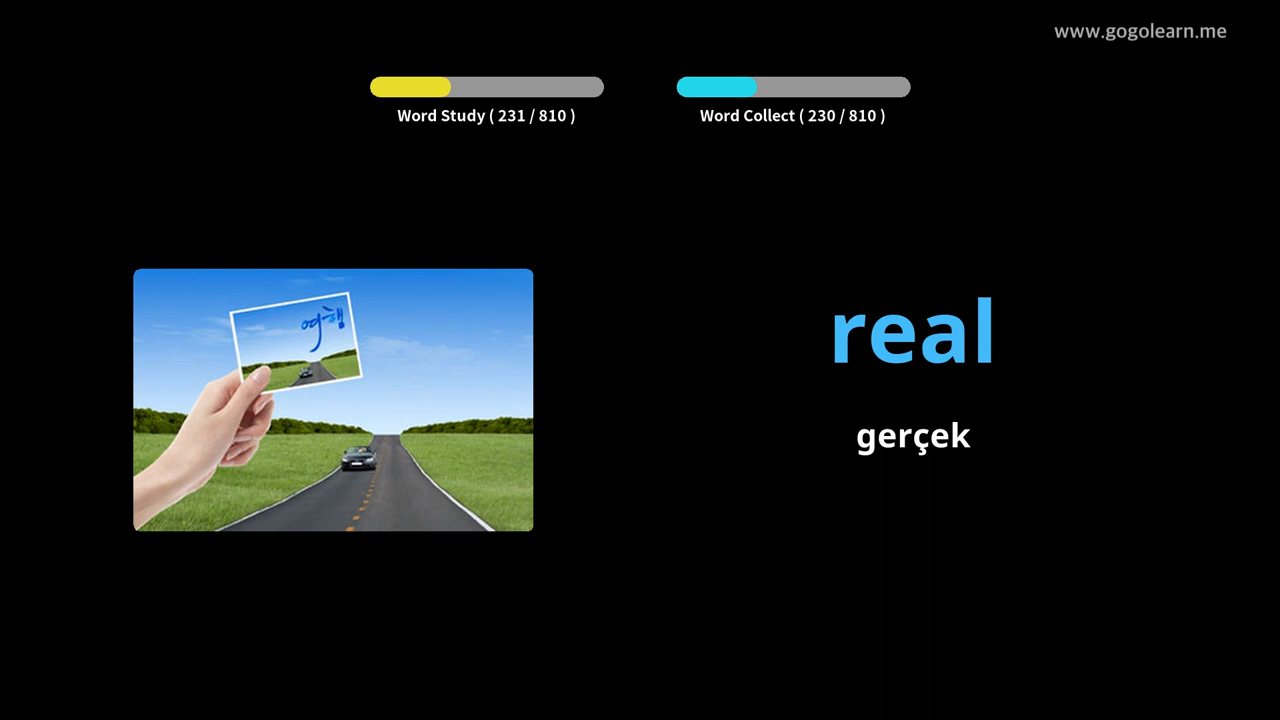 www.gogolearn.me
Word Study ( 231 / 810 )
Word Collect ( 230 / 810 )
여행
real
gerçek